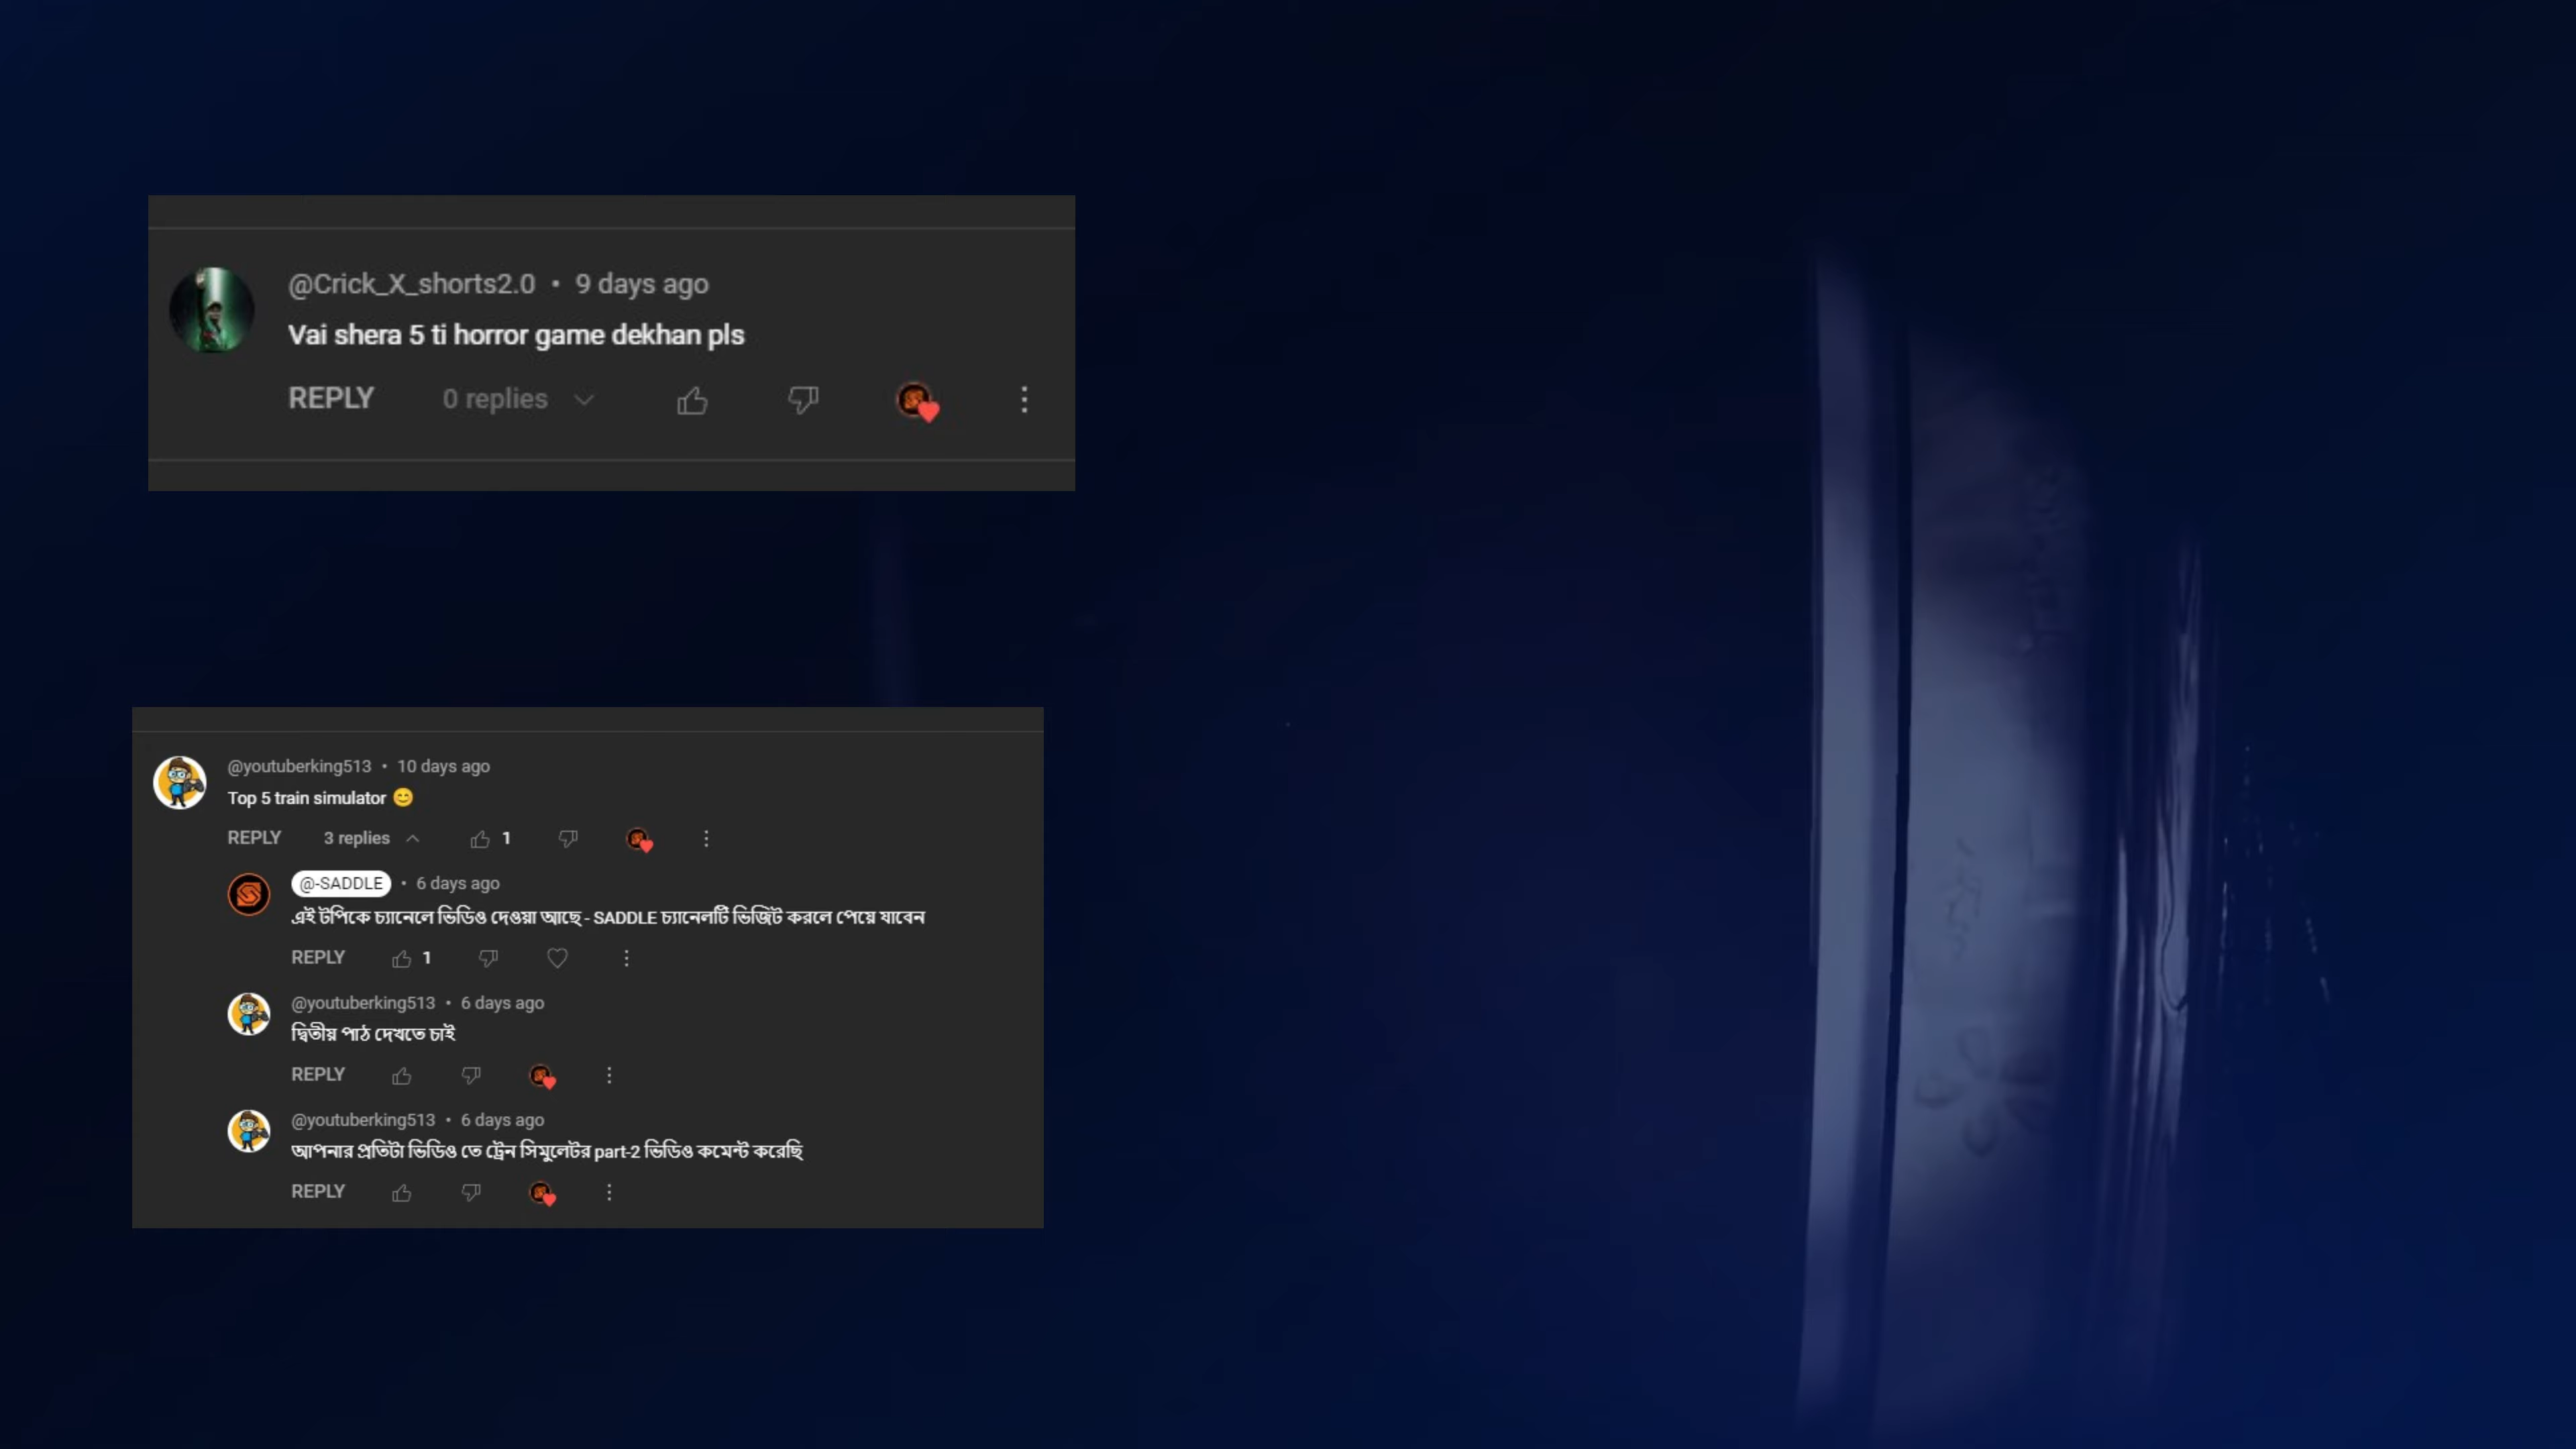 @Crick_X_shorts2.0 • 9 days ago
Vai shera 5 ti horror game dekhan pls
REPLY 0 replies
@youtuberking513 • 10 days ago
Top 5 train simulator 😊
REPLY 3 replies 1
@-SADDLE • 6 days ago
এই টপিকে চ্যানেলে ভিডিও দেওয়া আছে - SADDLE চ্যানেলটি ভিজিট করলে পেয়ে যাবেন
REPLY 1
@youtuberking513 • 6 days ago
দ্বিতীয় পাঠ দেখতে চাই
REPLY
@youtuberking513 • 6 days ago
আপনার প্রতিটা ভিডিও তে ট্রেন সিমুলেটর part-2 ভিডিও কমেন্ট করেছি
REPLY